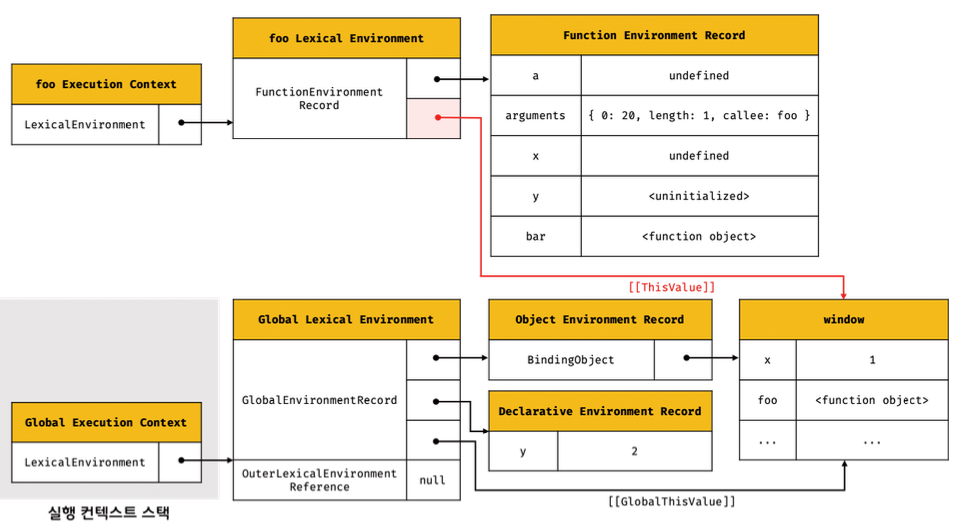 foo Execution Context
LexicalEnvironment
foo Lexical Environment
FunctionEnvironment
Record
Function Environment Record
a undefined
arguments { 0: 20, length: 1, callee: foo }
x undefined
y <uninitialized>
bar <function object>
[[ThisValue]]
Global Execution Context
LexicalEnvironment
실행 컨텍스트 스택
Global Lexical Environment
GlobalEnvironmentRecord
OuterLexicalEnvironment
Reference
null
Object Environment Record
BindingObject
Declarative Environment Record
y 2
[[GlobalThisValue]]
window
x 1
foo <function object>
... ...